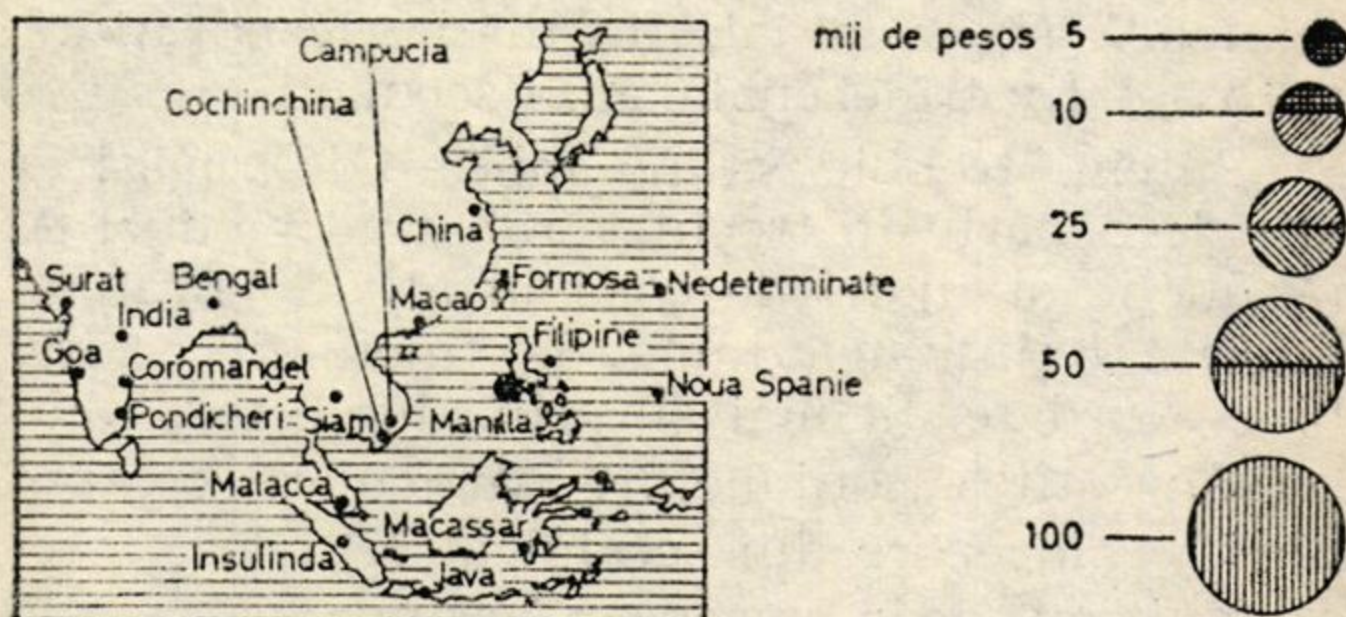 Campucia
Cochinchina
China
Formosa
Nedeterminate
Surat
Bengal
Macao
India
Filipine
Goa
Coromandel
Noua Spanie
Pondicheri
Siam
Manilla
Malacca
Macassar
Insulinda
Java
mii de pesos 5
10
25
50
100